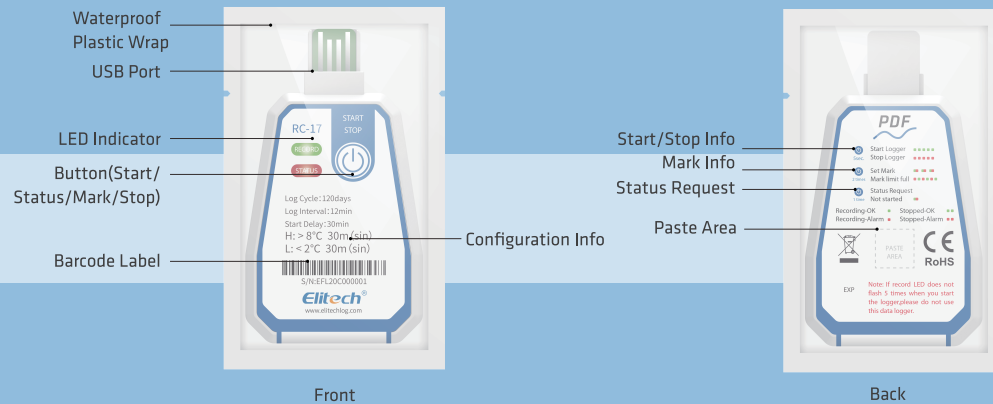 Waterproof
Plastic Wrap
USB Port
LED Indicator
Button(Start/
Status/Mark/Stop)
Barcode Label
RC-17
START
STOP
RECORD
STATUS
Log Cycle:120days
Log Interval:12min
Start Delay:30min
H: > 8°C 30m(sin)
L: < 2°C 30m(sin)
S/N:EFL20C000001
Elitech®
www.elitechlog.com
Configuration Info
Front
Start/Stop Info
Mark Info
Status Request
Paste Area
PDF
Start Logger
Stop Logger
Set Mark
Mark limit full
Status Request
Not started
Recording-OK Stopped-OK
Recording-Alarm Stopped-Alarm
PASTE
AREA
CE
RoHS
EXP
Note: If record LED does not
flash 5 times when you start
the logger,please do not use
this data logger.
Back